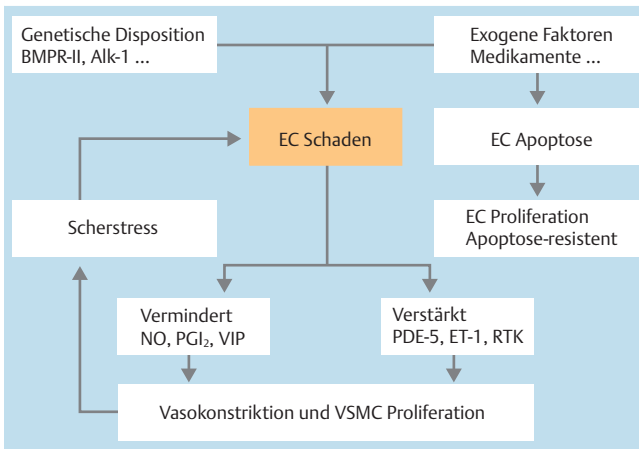 Genetische Disposition
BMPR-II, Alk-1 ...
Exogene Faktoren
Medikamente ...
EC Schaden
EC Apoptose
Scherstress
EC Proliferation
Apoptose-resistent
Vermindert
NO, PGI₂, VIP
Verstärkt
PDE-5, ET-1, RTK
Vasokonstriktion und VSMC Proliferation